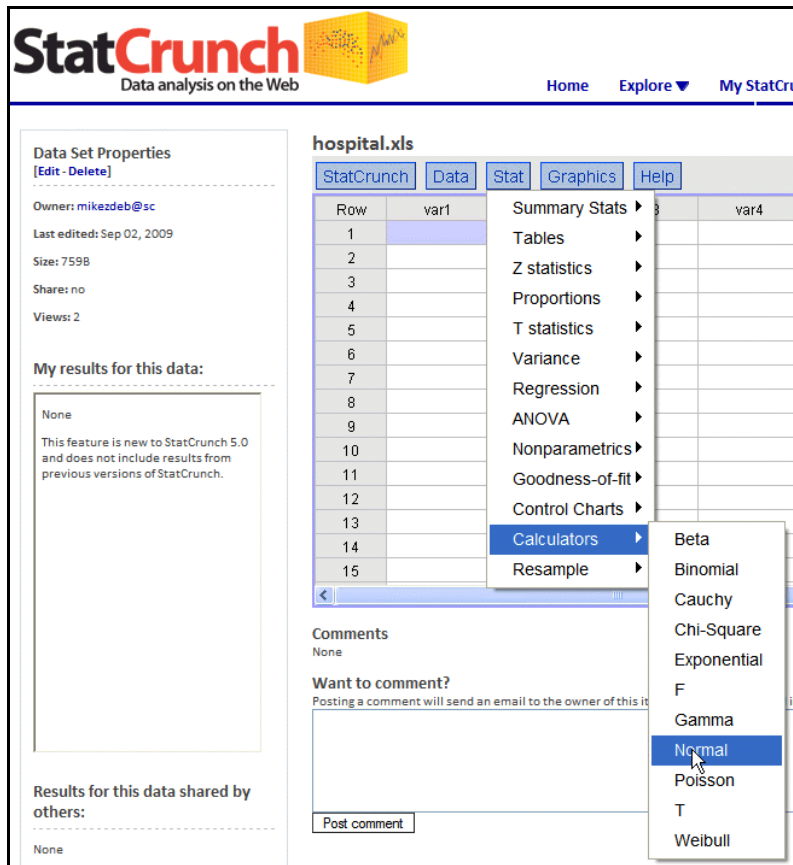 StatCrunch
Data analysis on the Web
Home Explore ▼ My StatCru
Data Set Properties
[Edit - Delete]
Owner: mikezdeb@sc
Last edited: Sep 02, 2009
Size: 759B
Share: no
Views: 2
My results for this data:
None
This feature is new to StatCrunch 5.0
and does not include results from
previous versions of StatCrunch.
Results for this data shared by
others:
None
hospital.xls
StatCrunch Data Stat Graphics Help
Row var1 var4
1
2
3
4
5
6
7
8
9
10
11
12
13
14
15
Summary Stats
Tables
Z statistics
Proportions
T statistics
Variance
Regression
ANOVA
Nonparametrics
Goodness-of-fit
Control Charts
Calculators
Resample
Beta
Binomial
Cauchy
Chi-Square
Exponential
F
Gamma
Normal
Poisson
T
Weibull
Comments
None
Want to comment?
Posting a comment will send an email to the owner of this it
Post comment